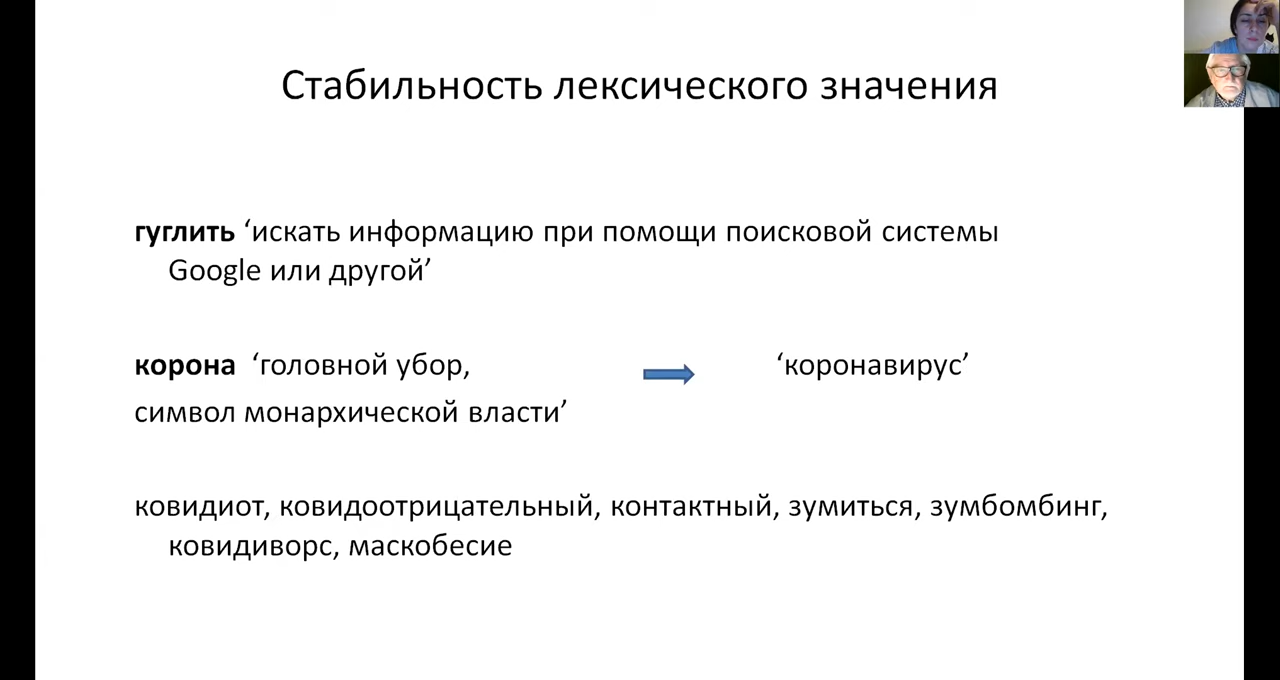 Стабильность лексического значения
гуглить ‘искать информацию при помощи поисковой системы
Google или другой’
корона ‘головной убор, ‘коронавирус’
символ монархической власти’
ковидиот, ковидоотрицательный, контактный, зумиться, зумбомбинг,
ковидиворс, маскобесие